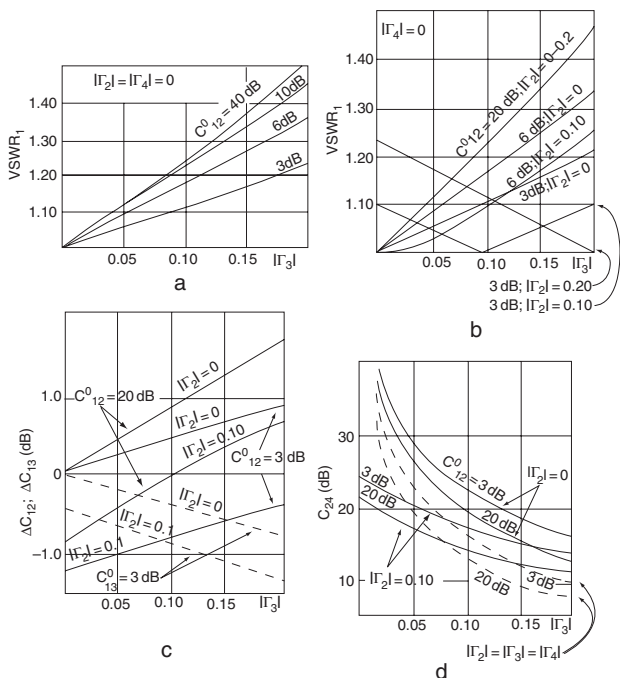 |Γ2| = |Γ4| = 0
C⁰12 = 40 dB
10dB
6dB
3dB
VSWR1
1.40
1.30
1.20
1.10
0.05
0.10
0.15
|Γ3|
a
|Γ4| = 0
C⁰12 = 20 dB;|Γ2| = 0–0.2
6 dB;|Γ2| = 0
6 dB;|Γ2| = 0.10
3dB;|Γ2| = 0
VSWR1
1.40
1.30
1.20
1.10
0.05
0.10
0.15
|Γ3|
3 dB; |Γ2| = 0.20
3 dB; |Γ2| = 0.10
b
ΔC12; ΔC13 (dB)
1.0
0
–1.0
C⁰12 = 20 dB
|Γ2| = 0
|Γ2| = 0
|Γ2| = 0.10
C⁰12 = 3 dB
|Γ2| = 0
|Γ2| = 0.1
|Γ2| = 0.1
C⁰13 = 3 dB
0.05
0.10
0.15
|Γ3|
c
C24 (dB)
30
20
10
C⁰12 = 3 dB
|Γ2| = 0
3 dB
20 dB
20 dB
|Γ2| = 0.10
20 dB
3 dB
0.05
0.10
0.15
|Γ3|
|Γ2| = |Γ3| = |Γ4|
d